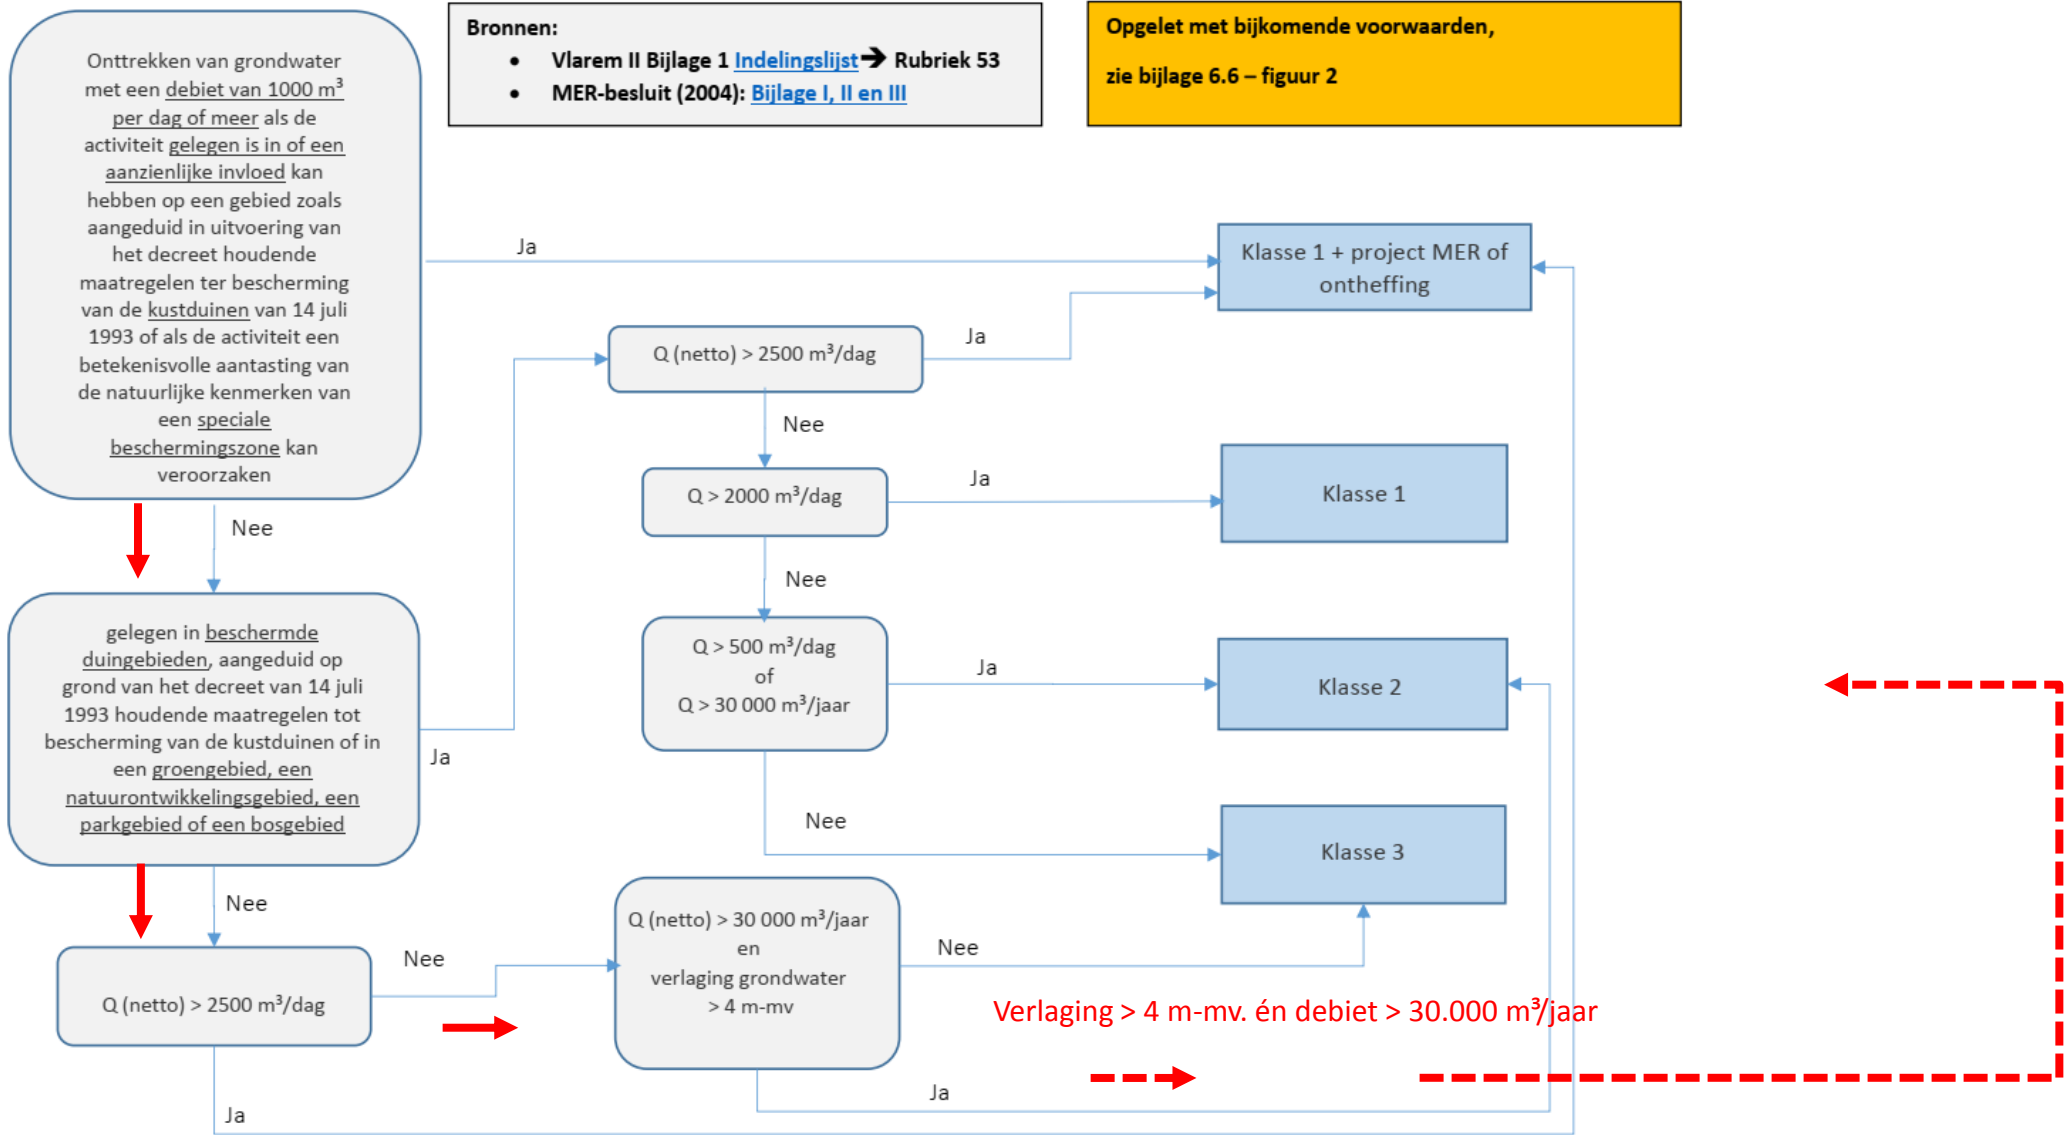 Onttrekken van grondwater
met een debiet van 1000 m³
per dag of meer als de
activiteit gelegen is in of een
aanzienlijke invloed kan
hebben op een gebied zoals
aangeduid in uitvoering van
het decreet houdende
maatregelen ter bescherming
van de kustduinen van 14 juli
1993 of als de activiteit een
betekenisvolle aantasting van
de natuurlijke kenmerken van
een speciale
beschermingszone kan
veroorzaken
Bronnen:
• Vlarem II Bijlage 1 Indelingslijst➔ Rubriek 53
• MER-besluit (2004): Bijlage I, II en III
Opgelet met bijkomende voorwaarden,
zie bijlage 6.6 – figuur 2
Ja
Klasse 1 + project MER of
ontheffing
Q (netto) > 2500 m³/dag
Ja
Nee
Q > 2000 m³/dag
Ja
Klasse 1
Nee
Nee
gelegen in beschermde
duingebieden, aangeduid op
grond van het decreet van 14 juli
1993 houdende maatregelen tot
bescherming van de kustduinen of in
een groengebied, een
natuurontwikkelingsgebied, een
parkgebied of een bosgebied
Ja
Q > 500 m³/dag
of
Q > 30 000 m³/jaar
Ja
Klasse 2
Nee
Klasse 3
Nee
Q (netto) > 2500 m³/dag
Nee
Q (netto) > 30 000 m³/jaar
en
verlaging grondwater
> 4 m-mv
Nee
Verlaging > 4 m-mv. én debiet > 30.000 m³/jaar
Ja
Ja